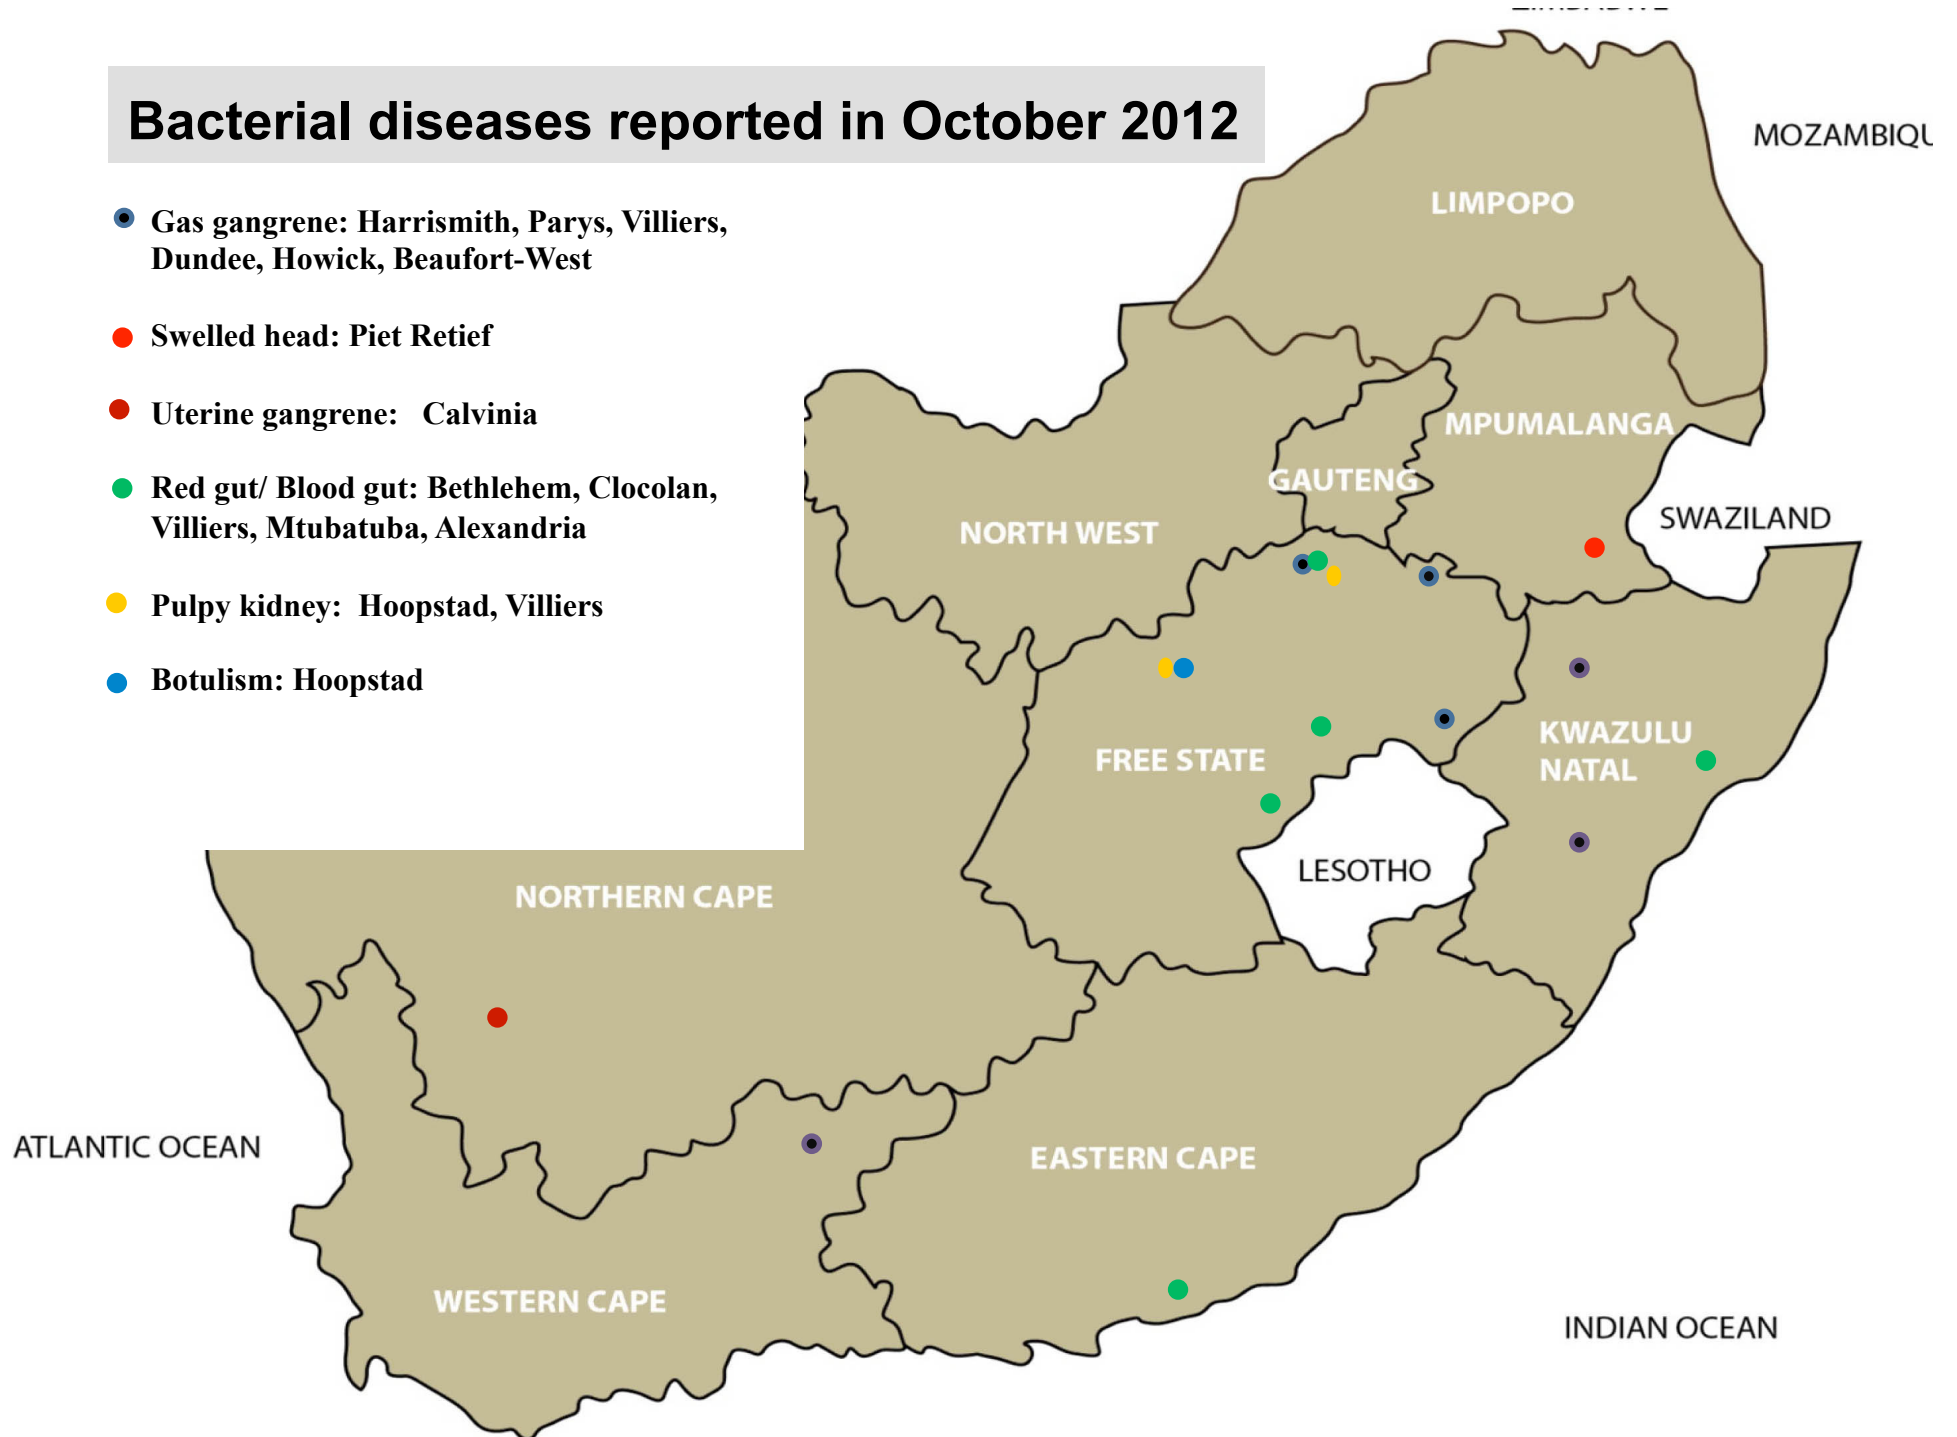 Bacterial diseases reported in October 2012
Gas gangrene: Harrismith, Parys, Villiers,
Dundee, Howick, Beaufort-West
Swelled head: Piet Retief
Uterine gangrene: Calvinia
Red gut/ Blood gut: Bethlehem, Clocolan,
Villiers, Mtubatuba, Alexandria
Pulpy kidney: Hoopstad, Villiers
Botulism: Hoopstad
MOZAMBIQU
LIMPOPO
MPUMALANGA
GAUTENG
SWAZILAND
NORTH WEST
KWAZULU
NATAL
FREE STATE
LESOTHO
NORTHERN CAPE
ATLANTIC OCEAN
EASTERN CAPE
WESTERN CAPE
INDIAN OCEAN